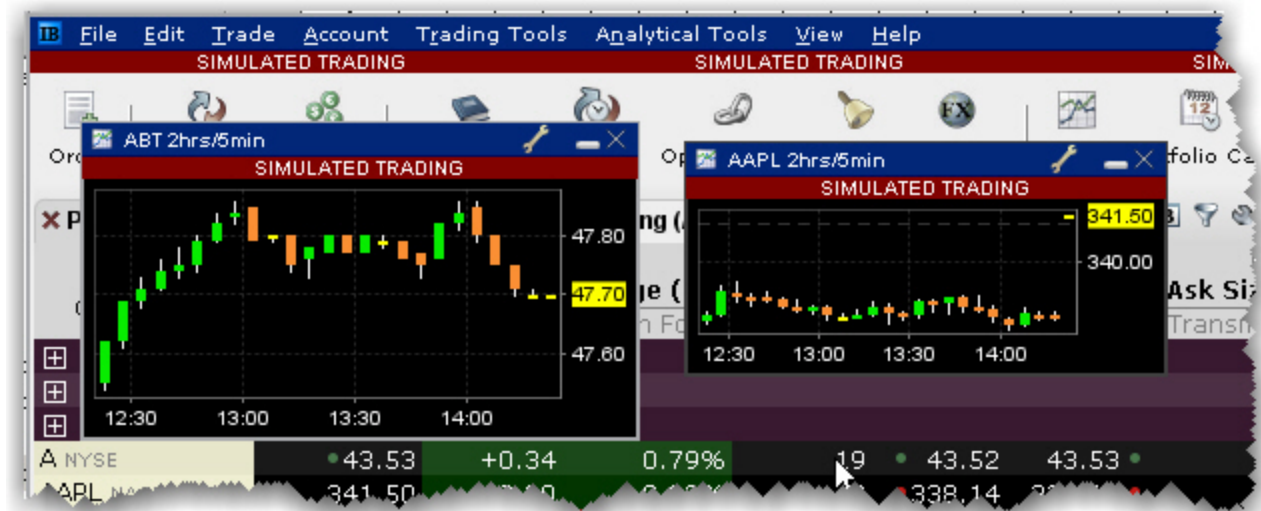 IB File Edit Trade Account Trading Tools Analytical Tools View Help
SIMULATED TRADING SIMULATED TRADING
FX 12
ABT 2hrs/5min
SIMULATED TRADING
47.80
47.70
47.60
12:30 13:00 13:30 14:00
AAPL 2hrs/5min
SIMULATED TRADING
341.50
340.00
12:30 13:00 13:30 14:00
Ask
A NYSE 43.53 +0.34 0.79% 19 43.52 43.53
AAPL 341.50 338.14